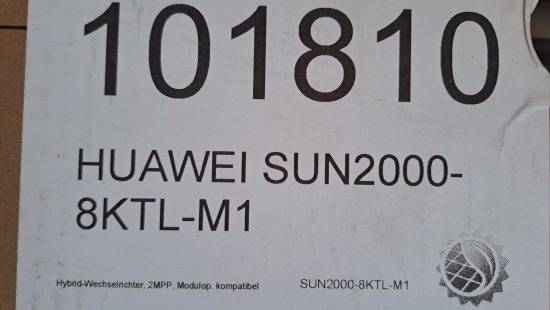 101810
HUAWEI SUN2000-
8KTL-M1
Hybrid-Wechselrichter, 2MPP, Modulop. kompatibel SUN2000-8KTL-M1